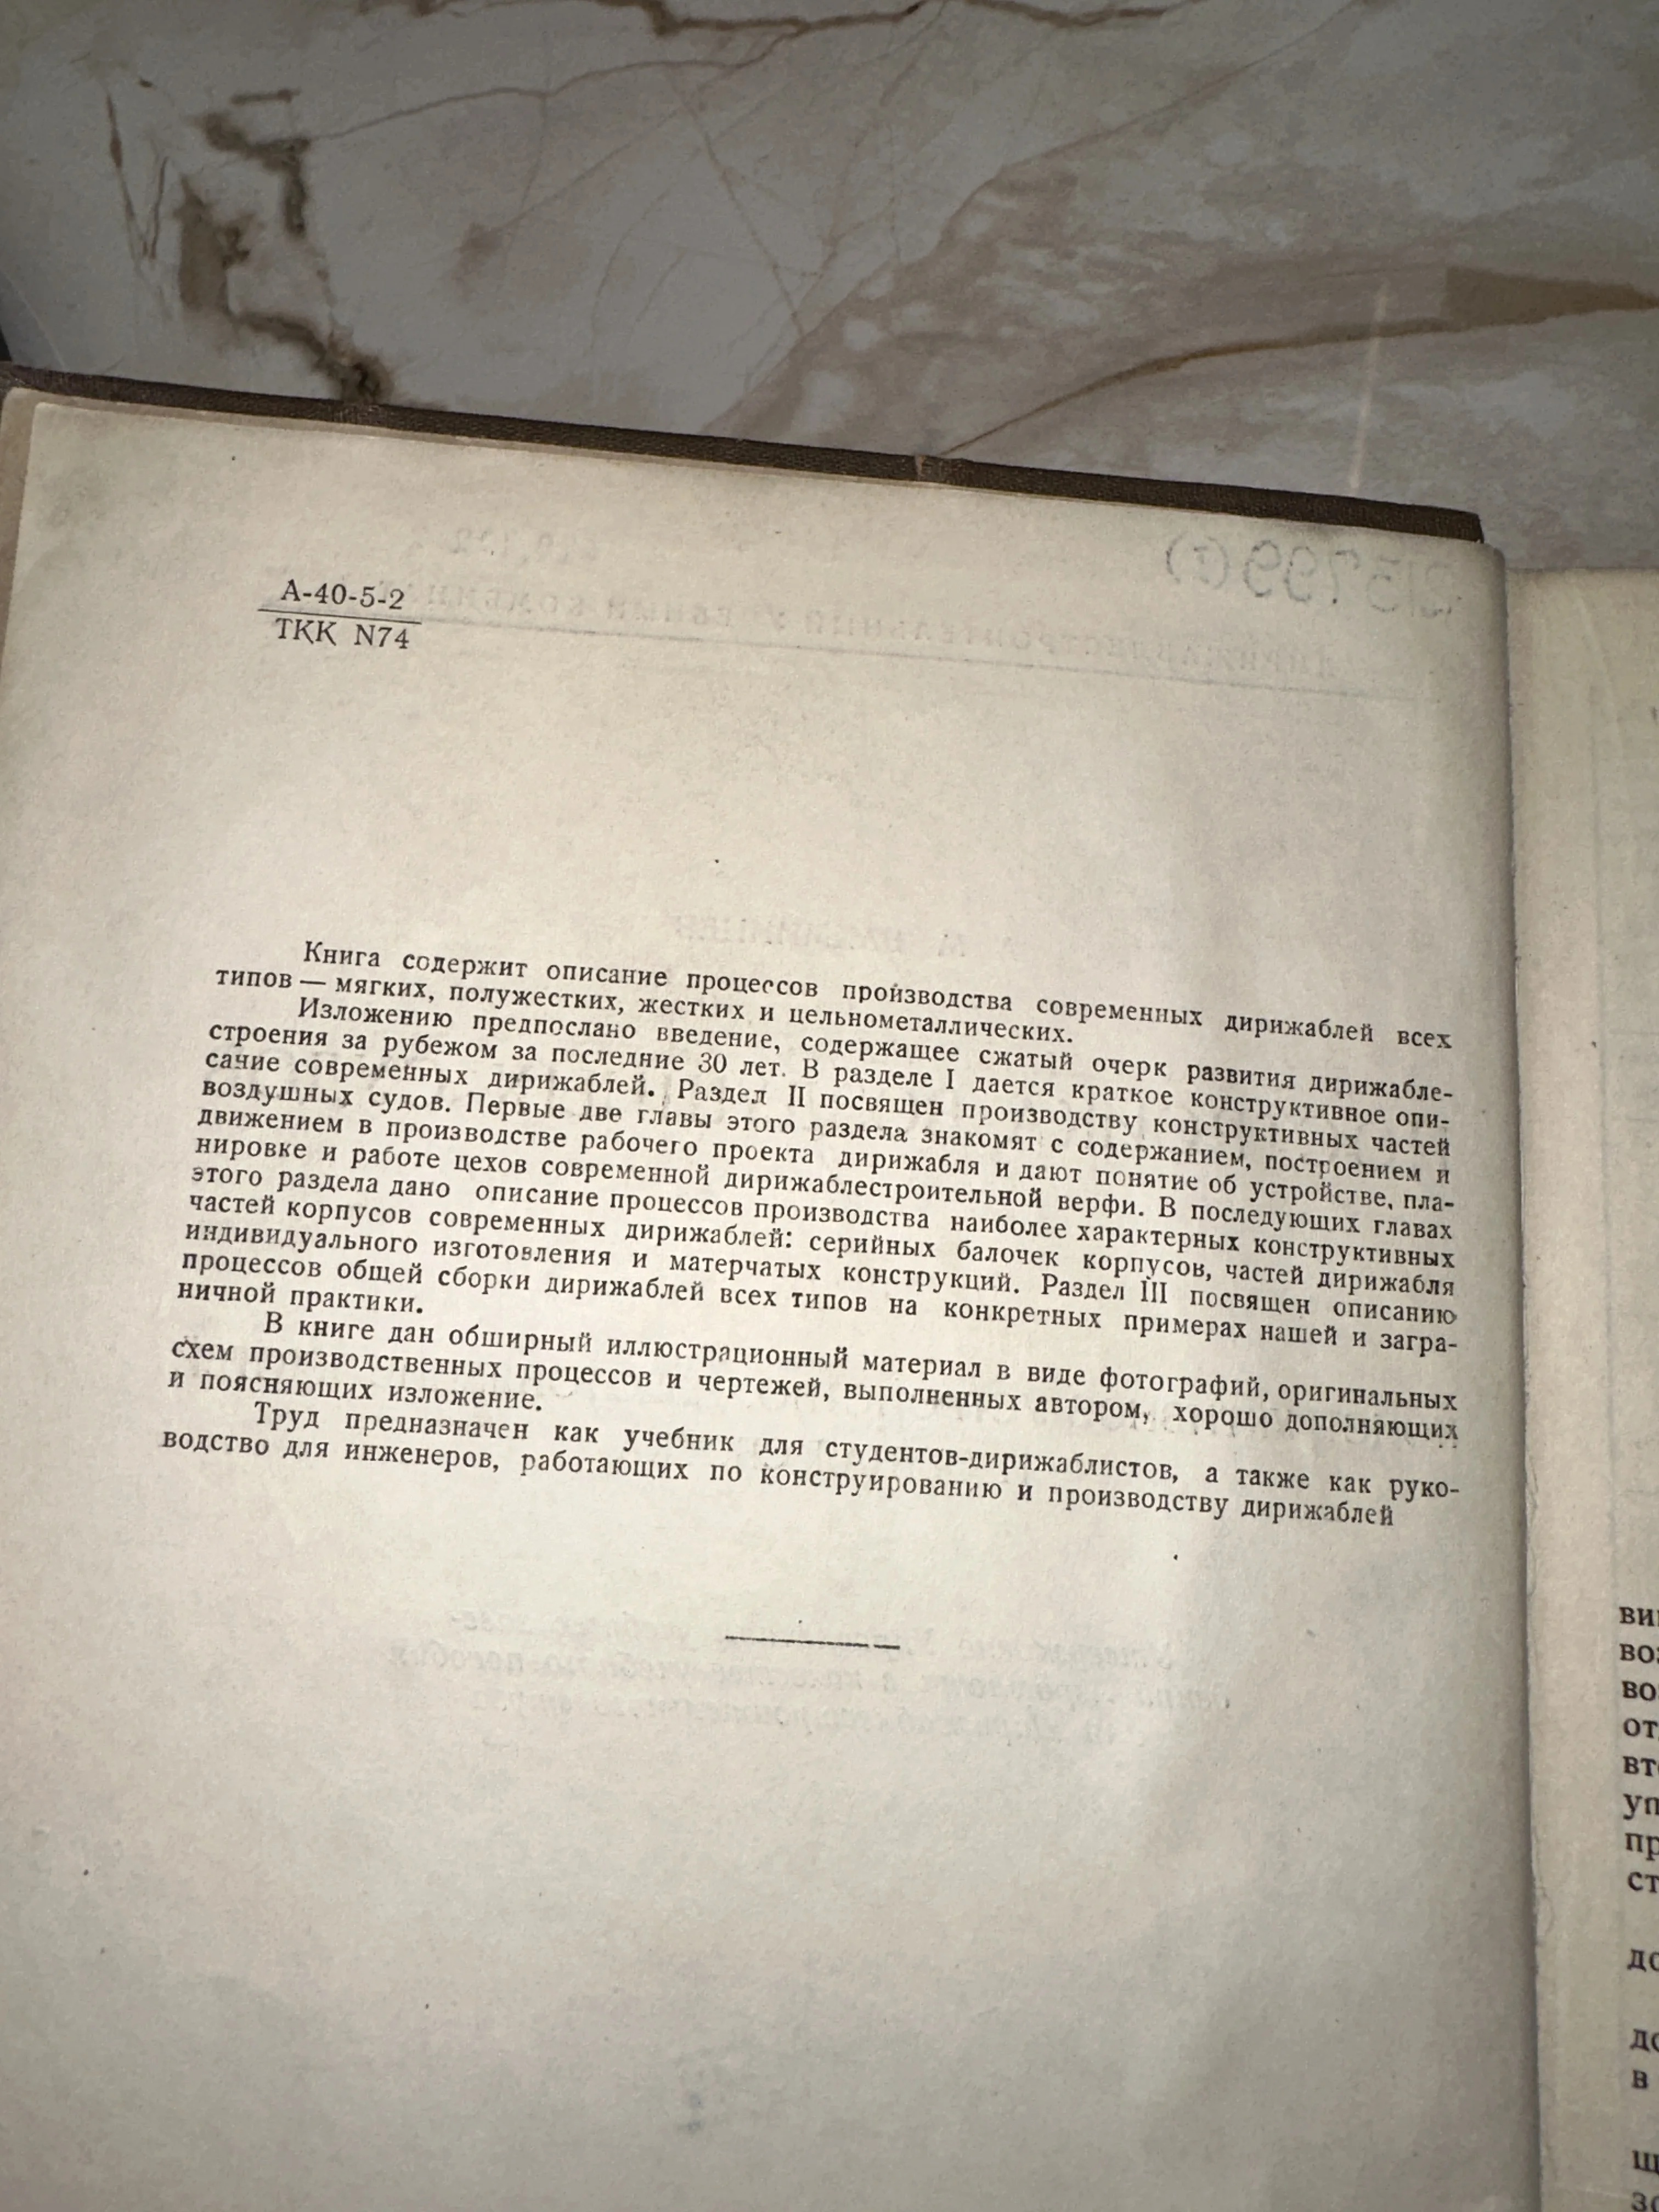 А-40-5-2
ТКК N74
Книга содержит описание процессов производства современных дирижаблей всех
типов — мягких, полужестких, жестких и цельнометаллических.
Изложению предпослано введение, содержащее сжатый очерк развития дирижабле-
строения за рубежом за последние 30 лет. В разделе I дается краткое конструктивное опи-
сание современных дирижаблей. Раздел II посвящен производству конструктивных частей
воздушных судов. Первые две главы этого раздела знакомят с содержанием, построением и
движением в производстве рабочего проекта дирижабля и дают понятие об устройстве, пла-
нировке и работе цехов современной дирижаблестроительной верфи. В последующих главах
этого раздела дано описание процессов производства наиболее характерных конструктивных
частей корпусов современных дирижаблей: серийных балочек корпусов, частей дирижабля
индивидуального изготовления и матерчатых конструкций. Раздел III посвящен описанию
процессов общей сборки дирижаблей всех типов на конкретных примерах нашей и загра-
ничной практики.
В книге дан обширный иллюстрационный материал в виде фотографий, оригинальных
схем производственных процессов и чертежей, выполненных автором, хорошо дополняющих
и поясняющих изложение.
Труд предназначен как учебник для студентов-дирижаблистов, а также как руко-
водство для инженеров, работающих по конструированию и производству дирижаблей